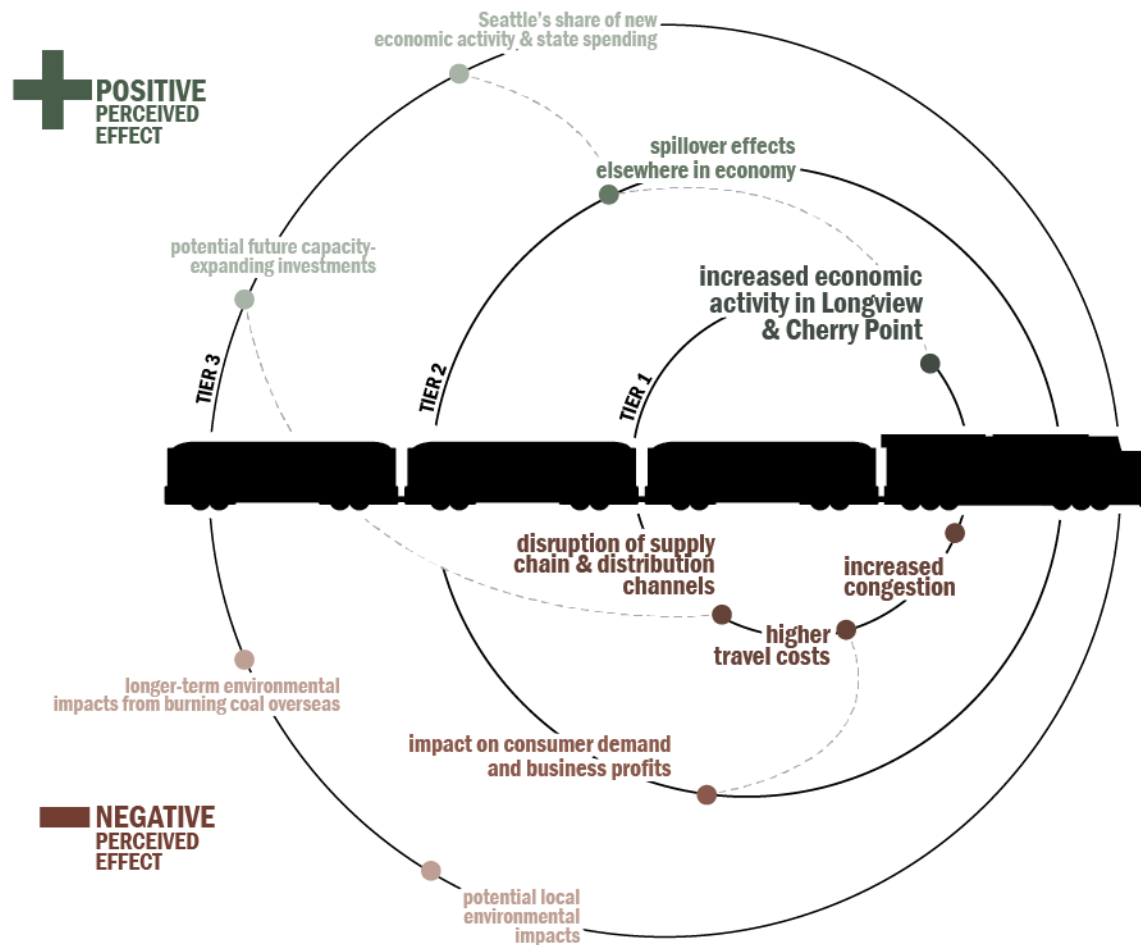 Seattle's share of new
economic activity & state spending
POSITIVE
PERCEIVED
EFFECT
spillover effects
elsewhere in economy
potential future capacity-
expanding investments
increased economic
activity in Longview
& Cherry Point
TIER 3
TIER 2
TIER 1
disruption of supply
chain & distribution
channels
increased
congestion
higher
travel costs
longer-term environmental
impacts from burning coal overseas
impact on consumer demand
and business profits
NEGATIVE
PERCEIVED
EFFECT
potential local
environmental
impacts